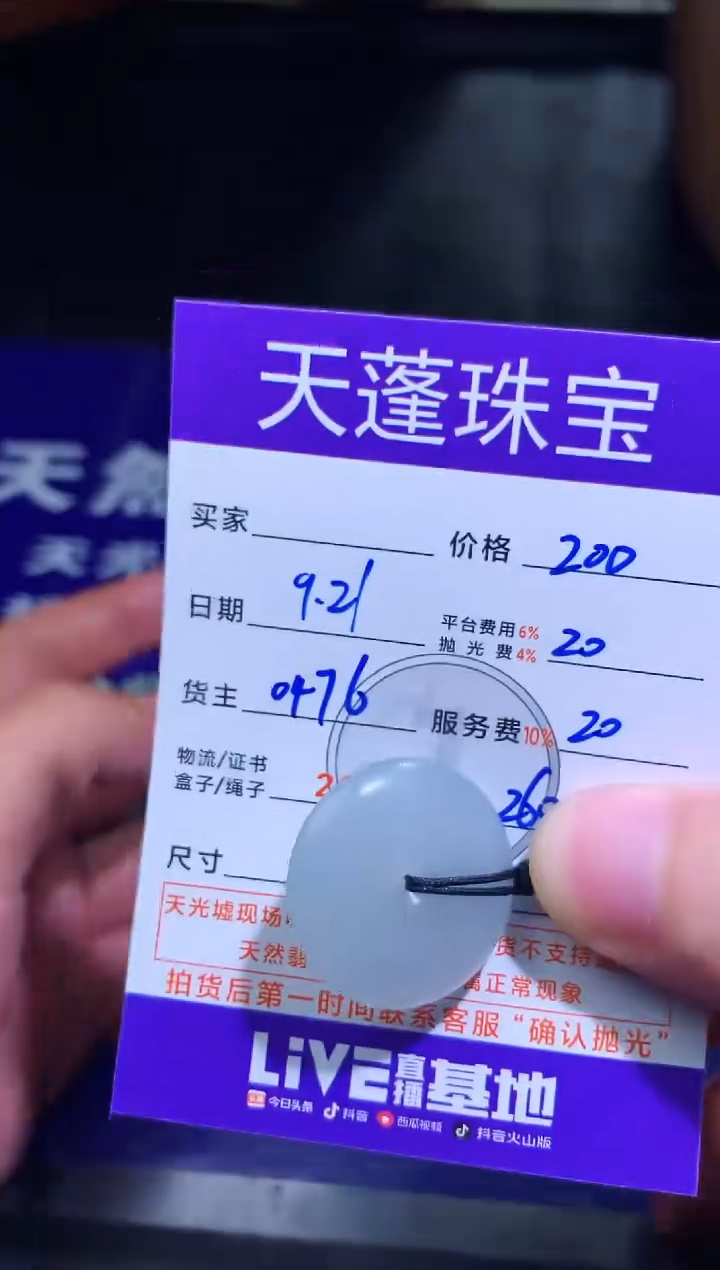 天蓬珠宝
买家 价格 200
日期 9.21 平台费用6% 抛光费4% 20
货主 0476 服务费10% 20
物流/证书
盒子/绳子
尺寸
天光墟现场 货不支持
天然翡 属正常现象
拍货后第一时间联系客服“确认抛光”
LIVE直播基地
今日头条 抖音 西瓜视频 抖音火山版
天然
天光